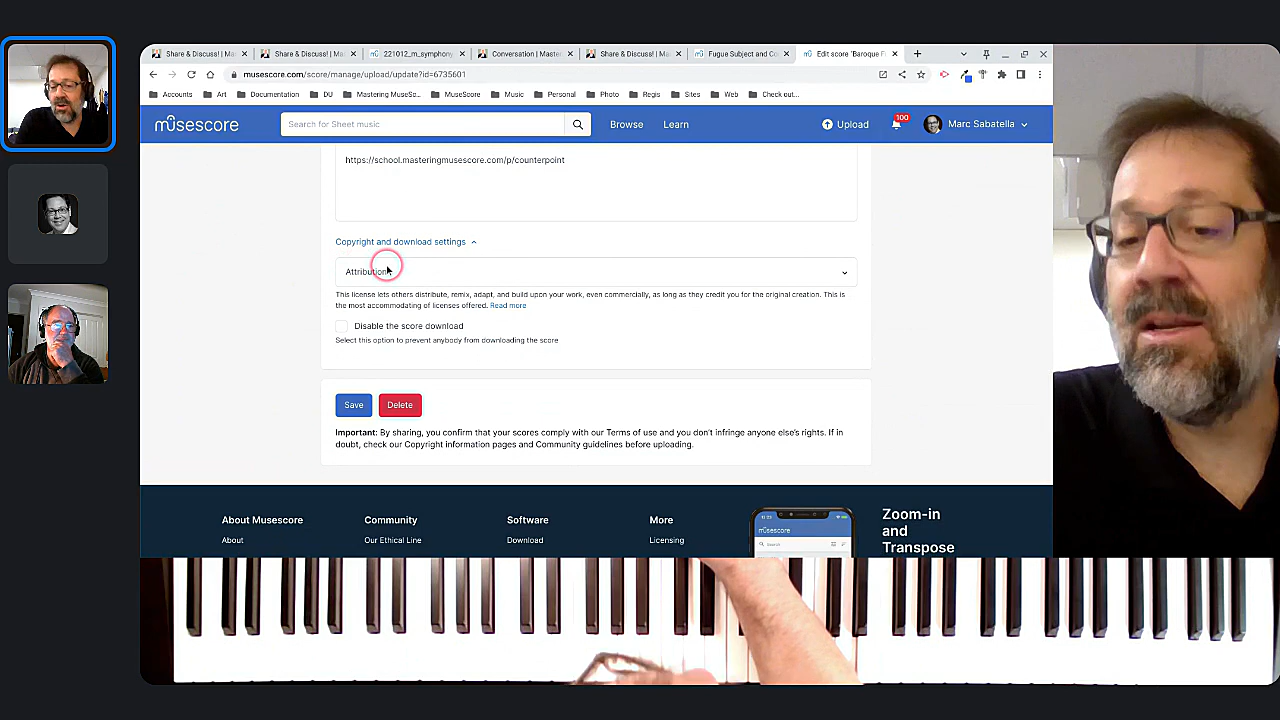 Share & Discuss! | Ma
Share & Discuss! | Ma
221012_m_symphony
Conversation | Maste
Share & Discuss! | Ma
Fugue Subject and Co
Edit score 'Baroque F
musescore.com/score/manage/upload/update?id=6735601
Accounts
Art
Documentation
DU
Mastering MuseSc...
MuseScore
Music
Personal
Photo
Regis
Sites
Web
Check out...
musescore
Search for Sheet music
Browse
Learn
Upload
100
Marc Sabatella
https://school.masteringmusescore.com/p/counterpoint
Copyright and download settings
Attribution
This license lets others distribute, remix, adapt, and build upon your work, even commercially, as long as they credit you for the original creation. This is
the most accommodating of licenses offered. Read more
Disable the score download
Select this option to prevent anybody from downloading the score
Save
Delete
Important: By sharing, you confirm that your scores comply with our Terms of use and you don't infringe anyone else's rights. If in
doubt, check our Copyright information pages and Community guidelines before uploading.
About Musescore
Community
Software
More
About
Our Ethical Line
Download
Licensing
musescore
Search
Zoom-in
and
Transpose